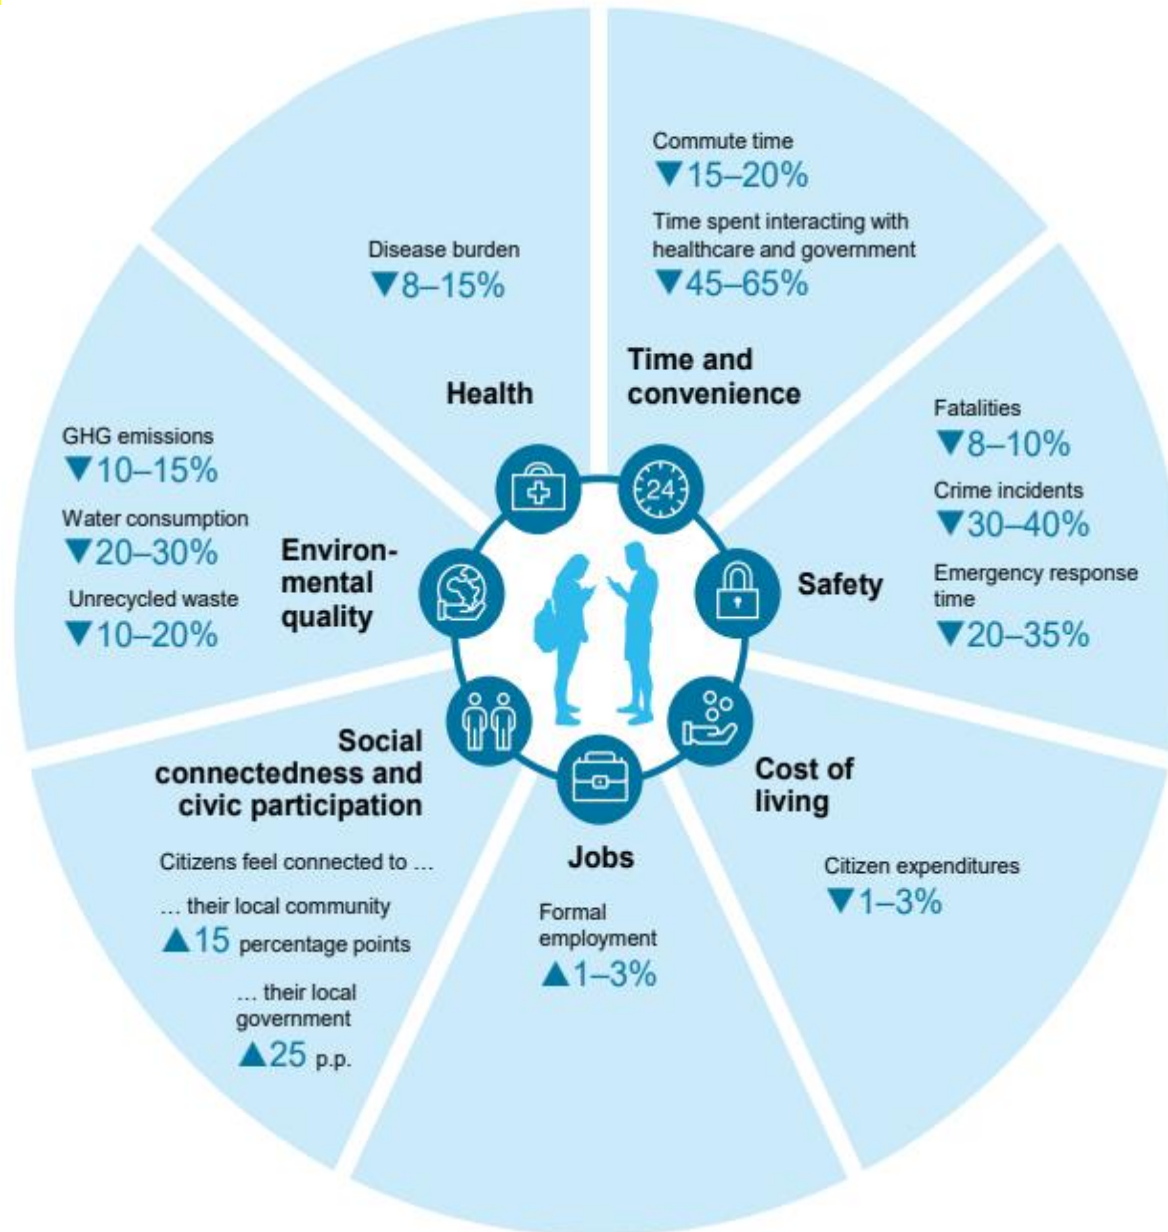 Commute time
▼15–20%
Time spent interacting with
healthcare and government
▼45–65%
Time and
convenience
24
Fatalities
▼8–10%
Crime incidents
▼30–40%
Emergency response
time
▼20–35%
Safety
Cost of
living
Citizen expenditures
▼1–3%
Jobs
Formal
employment
▲1–3%
Social
connectedness and
civic participation
Citizens feel connected to …
… their local community
▲15 percentage points
… their local
government
▲25 p.p.
GHG emissions
▼10–15%
Water consumption
▼20–30%
Unrecycled waste
▼10–20%
Environ-
mental
quality
Disease burden
▼8–15%
Health